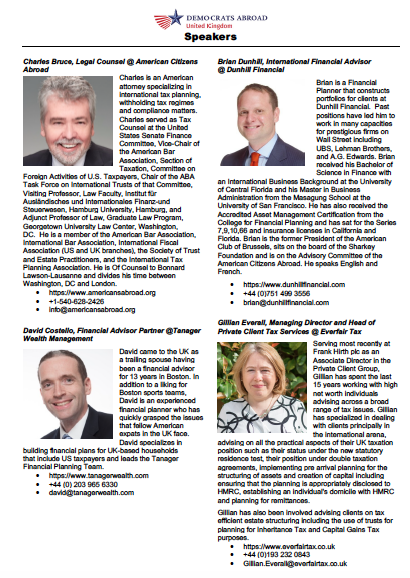 DEMOCRATS ABROAD
United Kingdom
Speakers
Charles Bruce, Legal Counsel @ American Citizens
Abroad
Charles is an American
attorney specializing in
international tax planning,
withholding tax regimes
and compliance matters.
Charles served as Tax
Counsel at the United
States Senate Finance
Committee, Vice-Chair of
the American Bar
Association, Section of
Taxation, Committee on
Foreign Activities of U.S. Taxpayers, Chair of the ABA
Task Force on International Trusts of that Committee,
Visiting Professor, Law Faculty, Institut für
Ausländisches und Internationales Finanz-und
Steuerwesen, Hamburg University, Hamburg, and,
Adjunct Professor of Law, Graduate Law Program,
Georgetown University Law Center, Washington,
DC. He is a member of the American Bar Association,
International Bar Association, International Fiscal
Association (US and UK branches), the Society of Trust
and Estate Practitioners, and the International Tax
Planning Association. He is Of Counsel to Bonnard
Lawson-Lausanne and divides his time between
Washington, DC and London.
• https://www.americansabroad.org
• +1-540-628-2426
• info@americansabroad.org
David Costello, Financial Advisor Partner @Tanager
Wealth Management
David came to the UK as
a trailing spouse having
been a financial advisor
for 13 years in Boston. In
addition to a liking for
Boston sports teams,
David is an experienced
financial planner who has
quickly grasped the issues
that fellow American
expats in the UK face.
David specializes in
building financial plans for UK-based households
that include US taxpayers and leads the Tanager
Financial Planning Team.
• https://www.tanagerwealth.com
• +44 (0) 203 965 6330
• david@tanagerwealth.com
Brian Dunhill, International Financial Advisor
@ Dunhill Financial
Brian is a Financial
Planner that constructs
portfolios for clients at
Dunhill Financial. Past
positions have led him to
work in many capacities
for prestigious firms on
Wall Street including
UBS, Lehman Brothers,
and A.G. Edwards. Brian
received his Bachelor of
Science in Finance with
an International Business Background at the University of
Central Florida and his Master in Business
Administration from the Masagung School at the
University of San Francisco. He has also received the
Accredited Asset Management Certification from the
College for Financial Planning and has sat for the Series
7,9,10,66 and insurance licenses in California and
Florida. Brian is the former President of the American
Club of Brussels, sits on the board of the Sharkey
Foundation and is on the Advisory Committee of the
American Citizens Abroad. He speaks English and
French.
• https://www.dunhillfinancial.com
• +44 (0)751 499 3556
• brian@dunhillfinancial.com
Gillian Everall, Managing Director and Head of
Private Client Tax Services @ Everfair Tax
Serving most recently at
Frank Hirth plc as an
Associate Director in the
Private Client Group,
Gillian has spent the last
15 years working with high
net worth individuals
advising across a broad
range of tax issues. Gillian
has specialized in dealing
with clients principally in
the international arena,
advising on all the practical aspects of their UK taxation
position such as their status under the new statutory
residence test, their position under double taxation
agreements, implementing pre arrival planning for the
structuring of assets and creation of capital including
ensuring that the planning is appropriately disclosed to
HMRC, establishing an individual's domicile with HMRC
and planning for remittances.
Gillian has also been involved advising clients on tax
efficient estate structuring including the use of trusts for
planning for Inheritance Tax and Capital Gains Tax
purposes.
• https://www.everfairtax.co.uk
• +44 (0)193 232 0843
• Gillian.Everall@everfairtax.co.uk